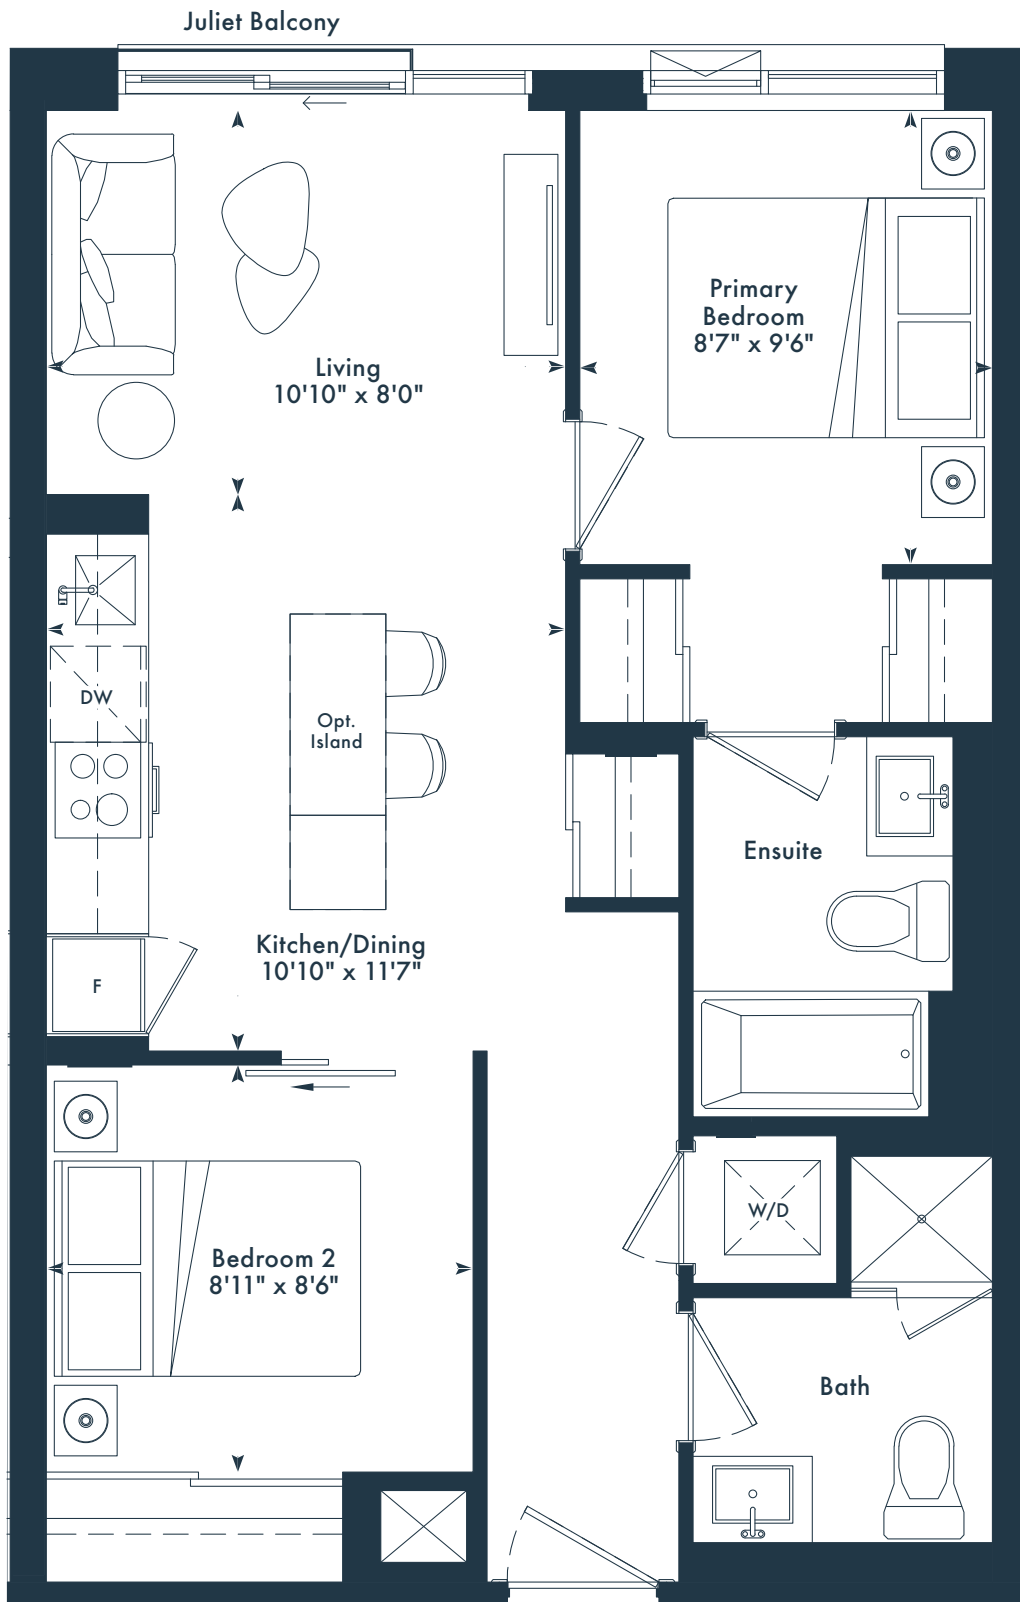 Juliet Balcony
Primary
Bedroom
8'7" x 9'6"
Living
10'10" x 8'0"
DW
Opt.
Island
Ensuite
Kitchen/Dining
10'10" x 11'7"
F
W/D
Bedroom 2
8'11" x 8'6"
Bath